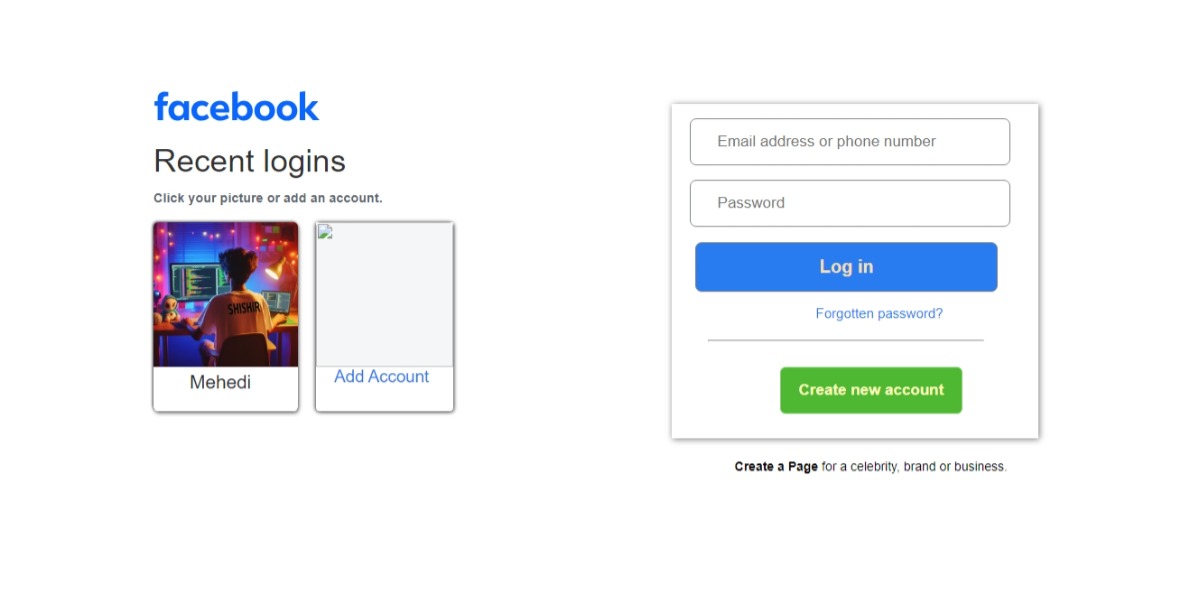 facebook
Recent logins
Click your picture or add an account.
SHISHIR
Mehedi
Add Account
Email address or phone number
Password
Log in
Forgotten password?
Create new account
Create a Page for a celebrity, brand or business.